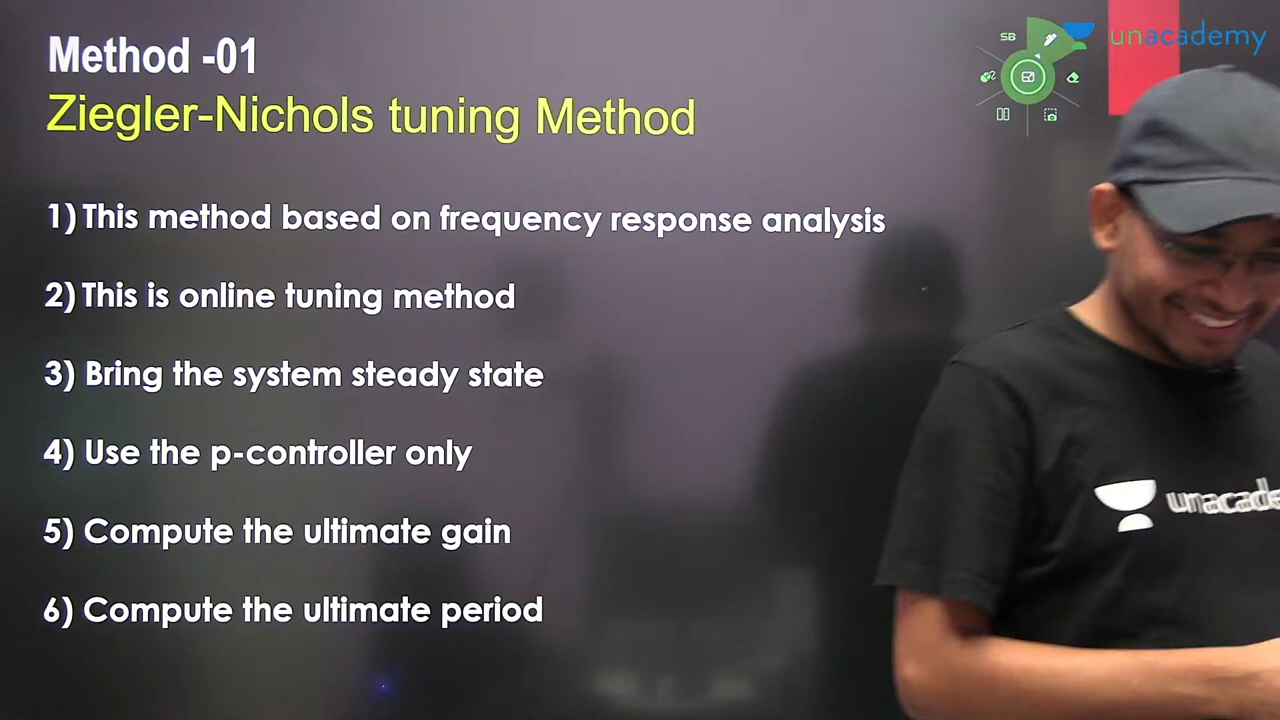 Method -01
Ziegler-Nichols tuning Method
1) This method based on frequency response analysis
2) This is online tuning method
3) Bring the system steady state
4) Use the p-controller only
5) Compute the ultimate gain
6) Compute the ultimate period
SB
unacademy